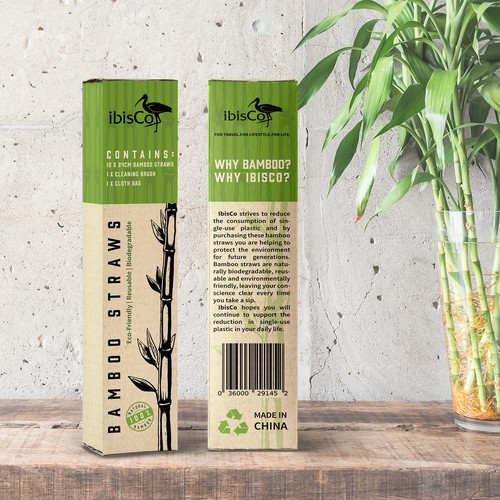 ibisCo
CONTAINS:
12 X 24CM BAMBOO STRAWS
1 X CLEANING BRUSH
1 X CLOTH BAG
BAMBOO STRAWS
Eco-Friendly | Reusable | Biodegradable
NATURAL
100%
BAMBOO
ibisCo
FOR TRAVEL.FOR LIFESTYLE.FOR LIFE.
WHY BAMBOO?
WHY IBISCO?
IbisCo strives to reduce
the consumption of sin-
gle-use plastic and by
purchasing these bamboo
straws you are helping to
protect the environment
for future generations.
Bamboo straws are natu-
rally biodegradable, reus-
able and environmentally
friendly, leaving your con-
science clear every time
you take a sip.
IbisCo hopes you will
continue to support the
reduction in single-use
plastic in your daily life.
0 36000 29145 2
MADE IN
CHINA